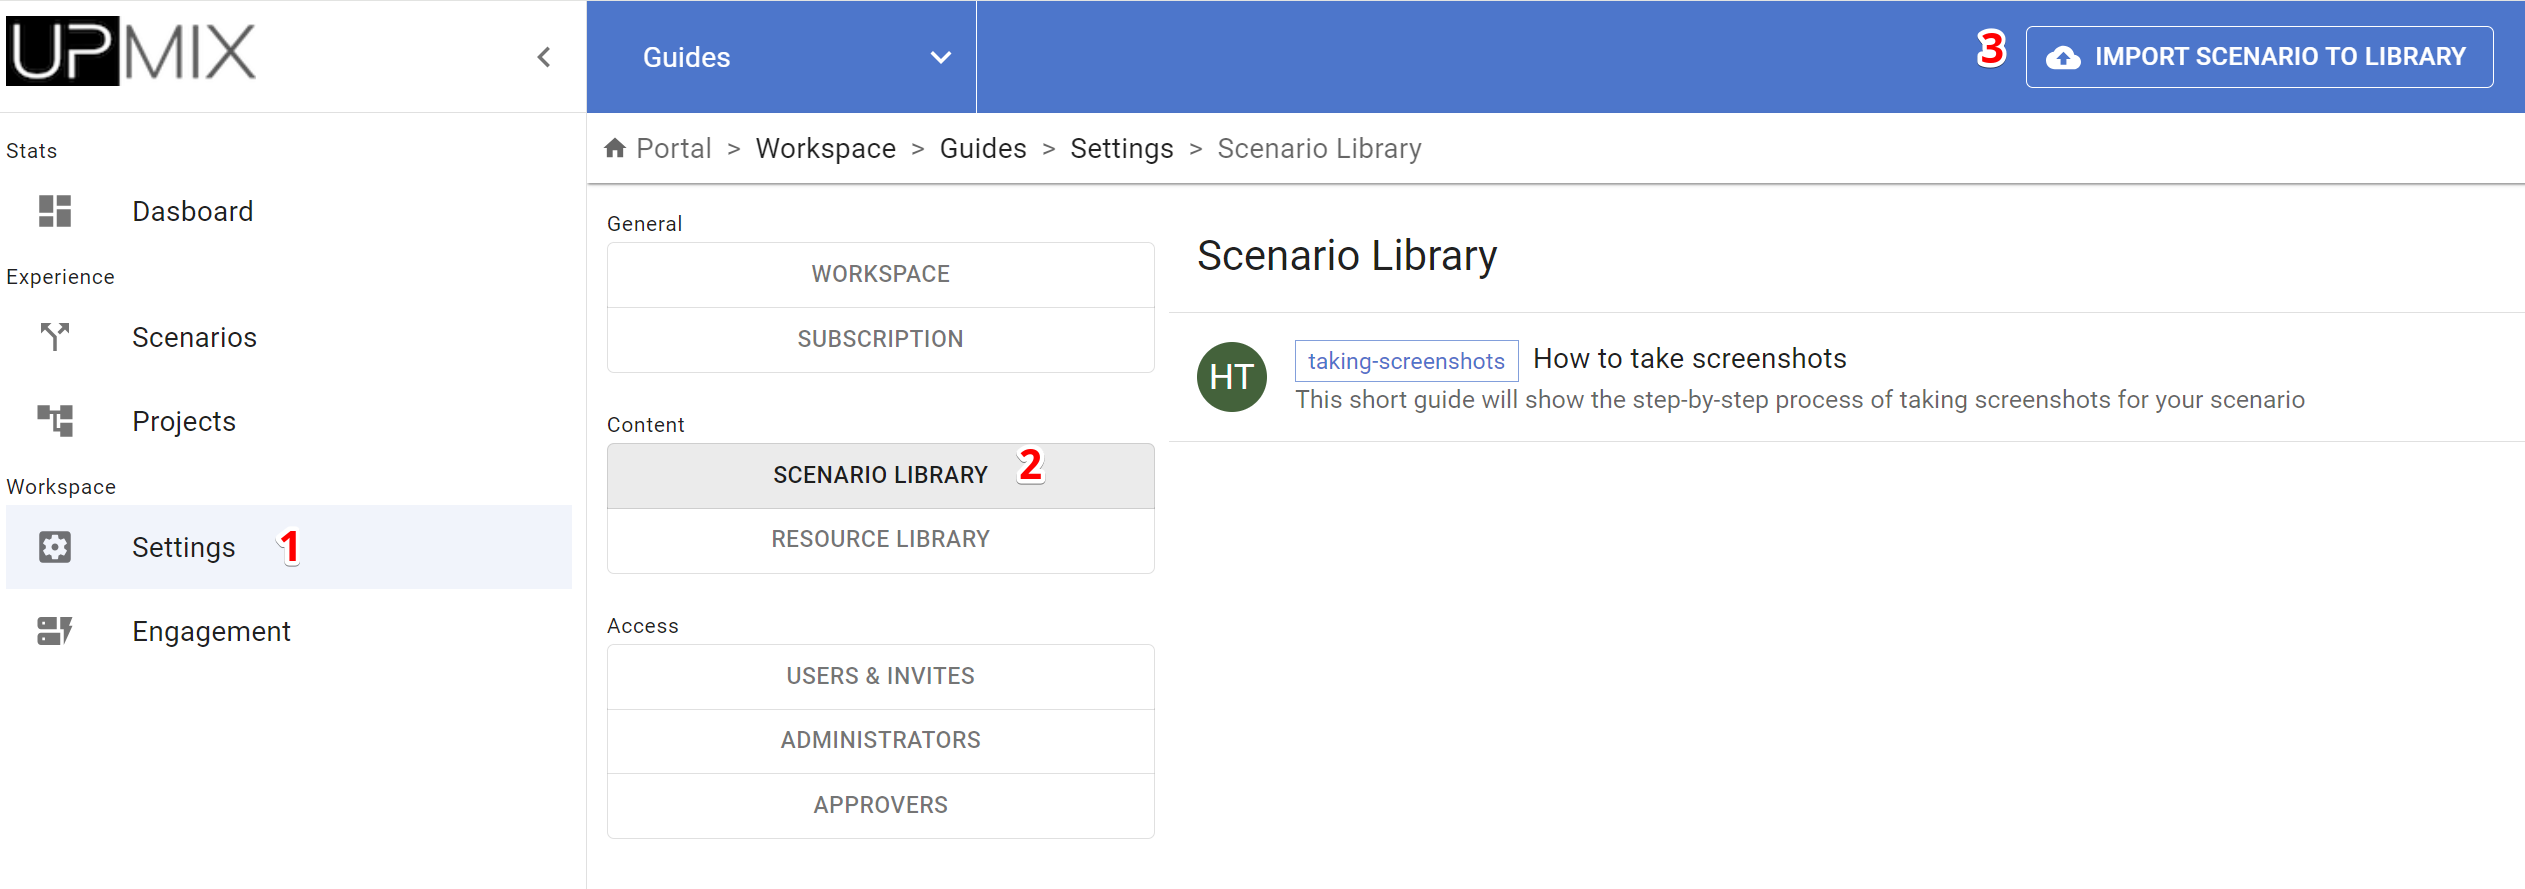 UPMIX
Stats
Dasboard
Experience
Scenarios
Projects
Workspace
Settings 1
Engagement
Guides
3 IMPORT SCENARIO TO LIBRARY
Portal > Workspace > Guides > Settings > Scenario Library
General
WORKSPACE
SUBSCRIPTION
Content
SCENARIO LIBRARY 2
RESOURCE LIBRARY
Access
USERS & INVITES
ADMINISTRATORS
APPROVERS
Scenario Library
HT taking-screenshots How to take screenshots
This short guide will show the step-by-step process of taking screenshots for your scenario